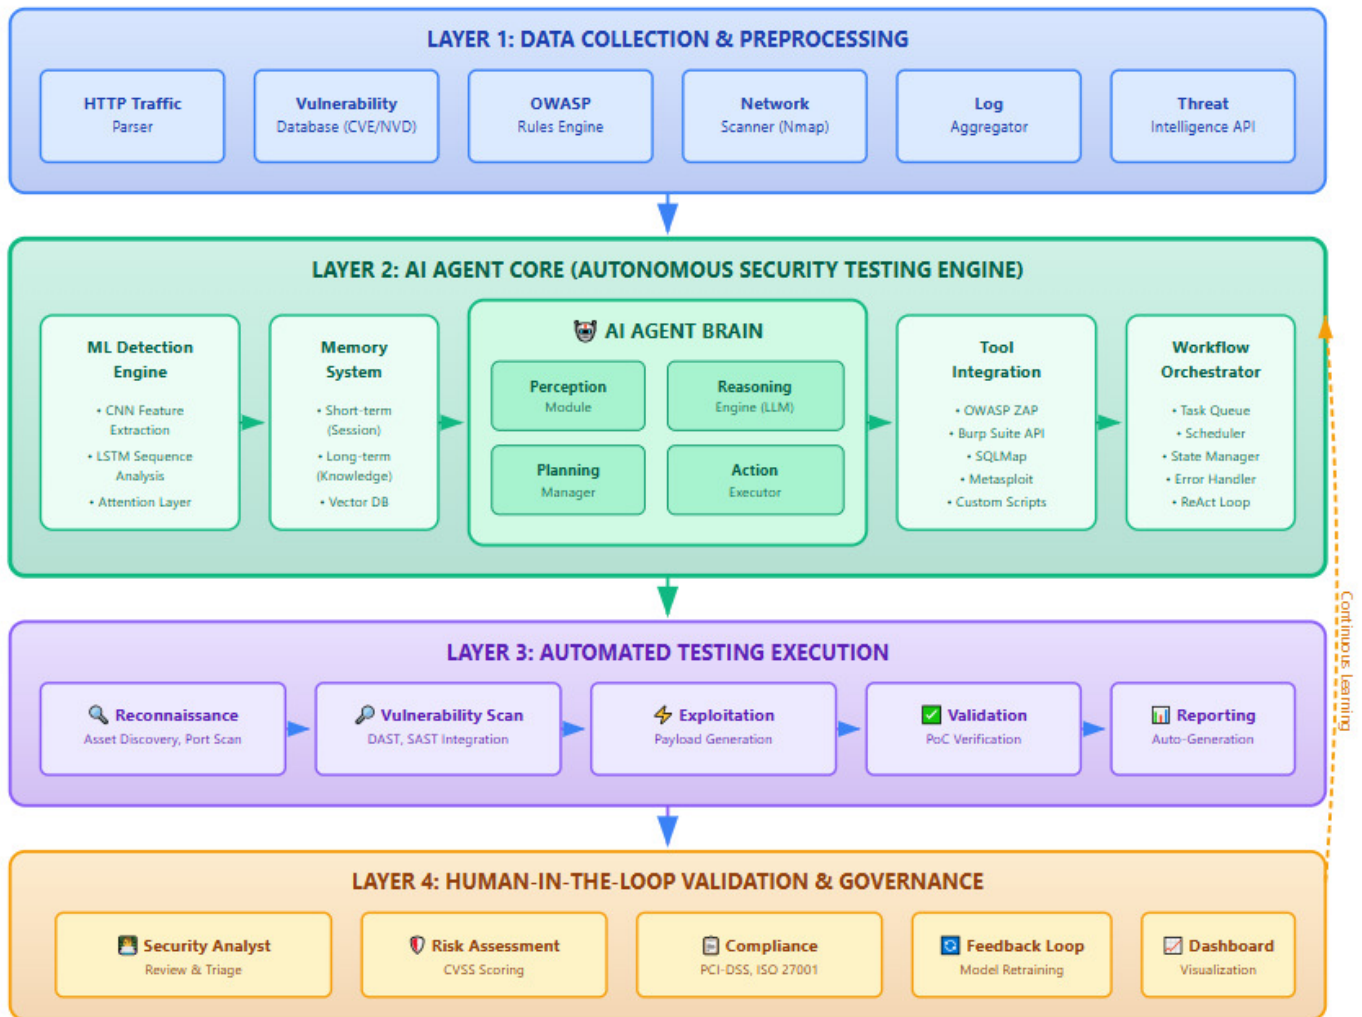 LAYER 1: DATA COLLECTION & PREPROCESSING
HTTP Traffic
Parser
Vulnerability
Database (CVE/NVD)
OWASP
Rules Engine
Network
Scanner (Nmap)
Log
Aggregator
Threat
Intelligence API
LAYER 2: AI AGENT CORE (AUTONOMOUS SECURITY TESTING ENGINE)
ML Detection
Engine
• CNN Feature
Extraction
• LSTM Sequence
Analysis
• Attention Layer
Memory
System
• Short-term
(Session)
• Long-term
(Knowledge)
• Vector DB
AI AGENT BRAIN
Perception
Module
Reasoning
Engine (LLM)
Planning
Manager
Action
Executor
Tool
Integration
• OWASP ZAP
• Burp Suite API
• SQLMap
• Metasploit
• Custom Scripts
Workflow
Orchestrator
• Task Queue
• Scheduler
• State Manager
• Error Handler
• ReAct Loop
Continuous Learning
LAYER 3: AUTOMATED TESTING EXECUTION
Reconnaissance
Asset Discovery, Port Scan
Vulnerability Scan
DAST, SAST Integration
Exploitation
Payload Generation
Validation
PoC Verification
Reporting
Auto-Generation
LAYER 4: HUMAN-IN-THE-LOOP VALIDATION & GOVERNANCE
Security Analyst
Review & Triage
Risk Assessment
CVSS Scoring
Compliance
PCI-DSS, ISO 27001
Feedback Loop
Model Retraining
Dashboard
Visualization